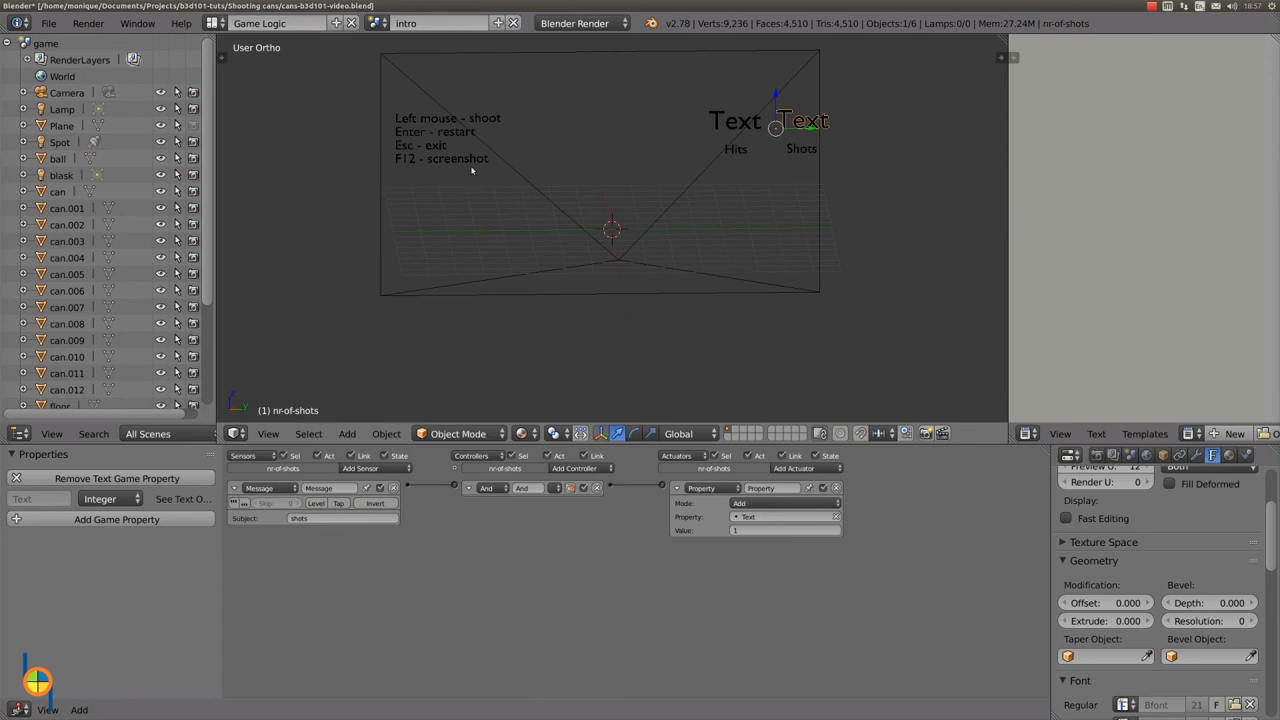 Blender* [/home/monique/Documents/Projects/b3d101-tuts/Shooting cans/cans-b3d101-video.blend]
En
18:57
File Render Window Help Game Logic intro Blender Render v2.78 | Verts:9,236 | Faces:4,510 | Tris:4,510 | Objects:1/6 | Lamps:0/0 | Mem:27.24M | nr-of-shots
game
RenderLayers
World
Camera
Lamp
Plane
Spot
ball
blask
can
can.001
can.002
can.003
can.004
can.005
can.006
can.007
can.008
can.009
can.010
can.011
can.012
floor
View Search All Scenes
User Ortho
Left mouse - shoot
Enter - restart
Esc - exit
F12 - screenshot
Text Text
Hits Shots
z
y
(1) nr-of-shots
View Select Add Object Object Mode Global
View Text Templates New
Properties
Remove Text Game Property
Text Integer See Text O...
Add Game Property
Sensors Sel Act Link State
nr-of-shots Add Sensor
Message Message
Skip 0 Level Tap Invert
Subject: shots
Controllers Sel Act Link
nr-of-shots Add Controller
And And
Actuators Sel Act Link State
nr-of-shots Add Actuator
Property Property
Mode: Add
Property: Text
Value: 1
Preview U: 12 Both
Render U: 0 Fill Deformed
Display:
Fast Editing
Texture Space
Geometry
Modification: Bevel:
Offset: 0.000 Depth: 0.000
Extrude: 0.000 Resolution: 0
Taper Object: Bevel Object:
Font
Regular Bfont 21 F
View Add